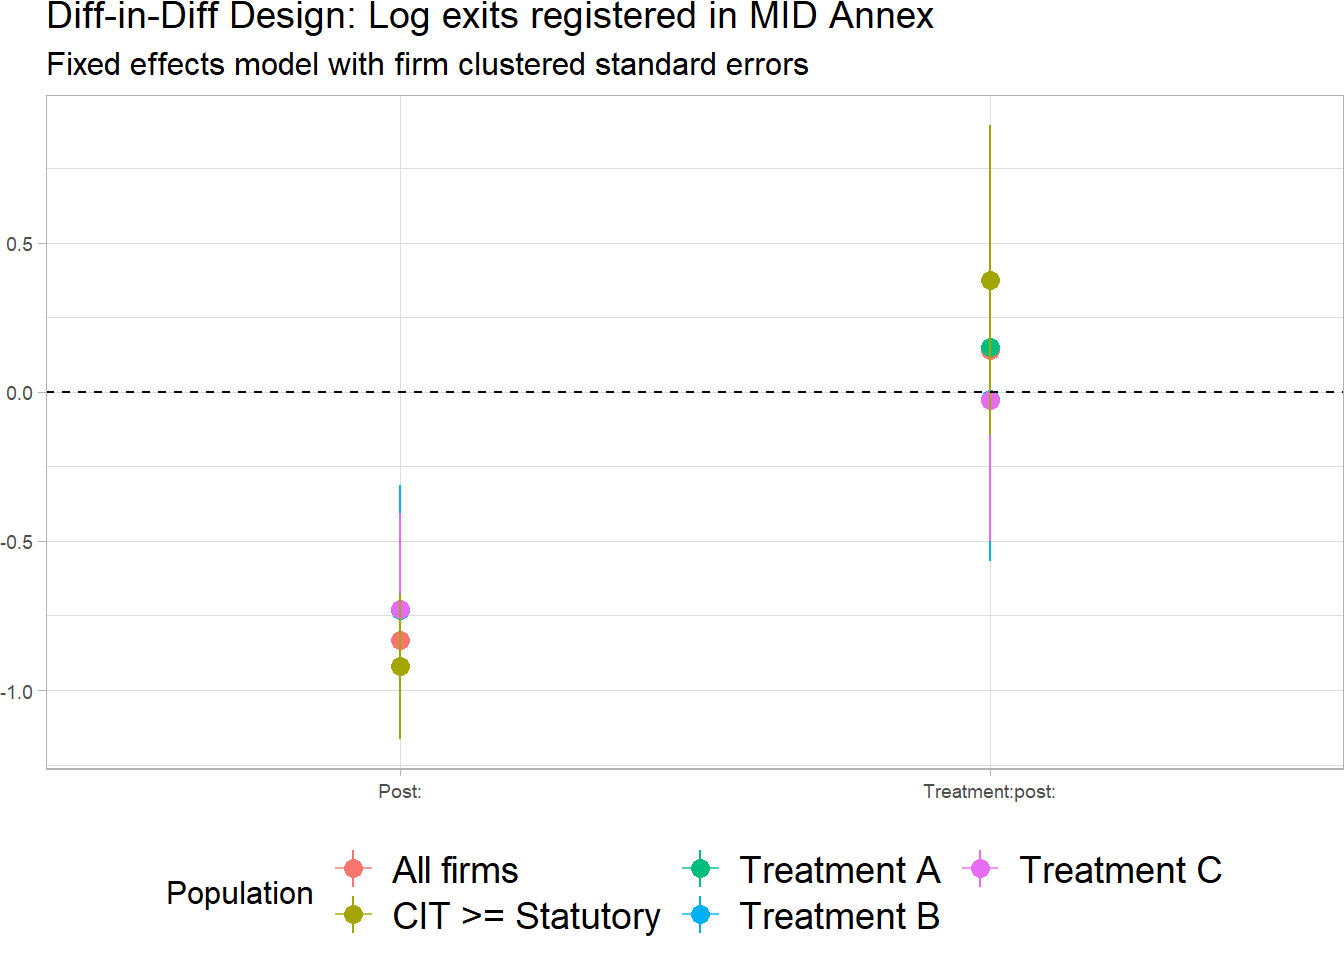 Diff-in-Diff Design: Log exits registered in MID Annex
Fixed effects model with firm clustered standard errors
0.5
0.0
-0.5
-1.0
Post:
Treatment:post:
Population
All firms
Treatment A
Treatment C
CIT >= Statutory
Treatment B